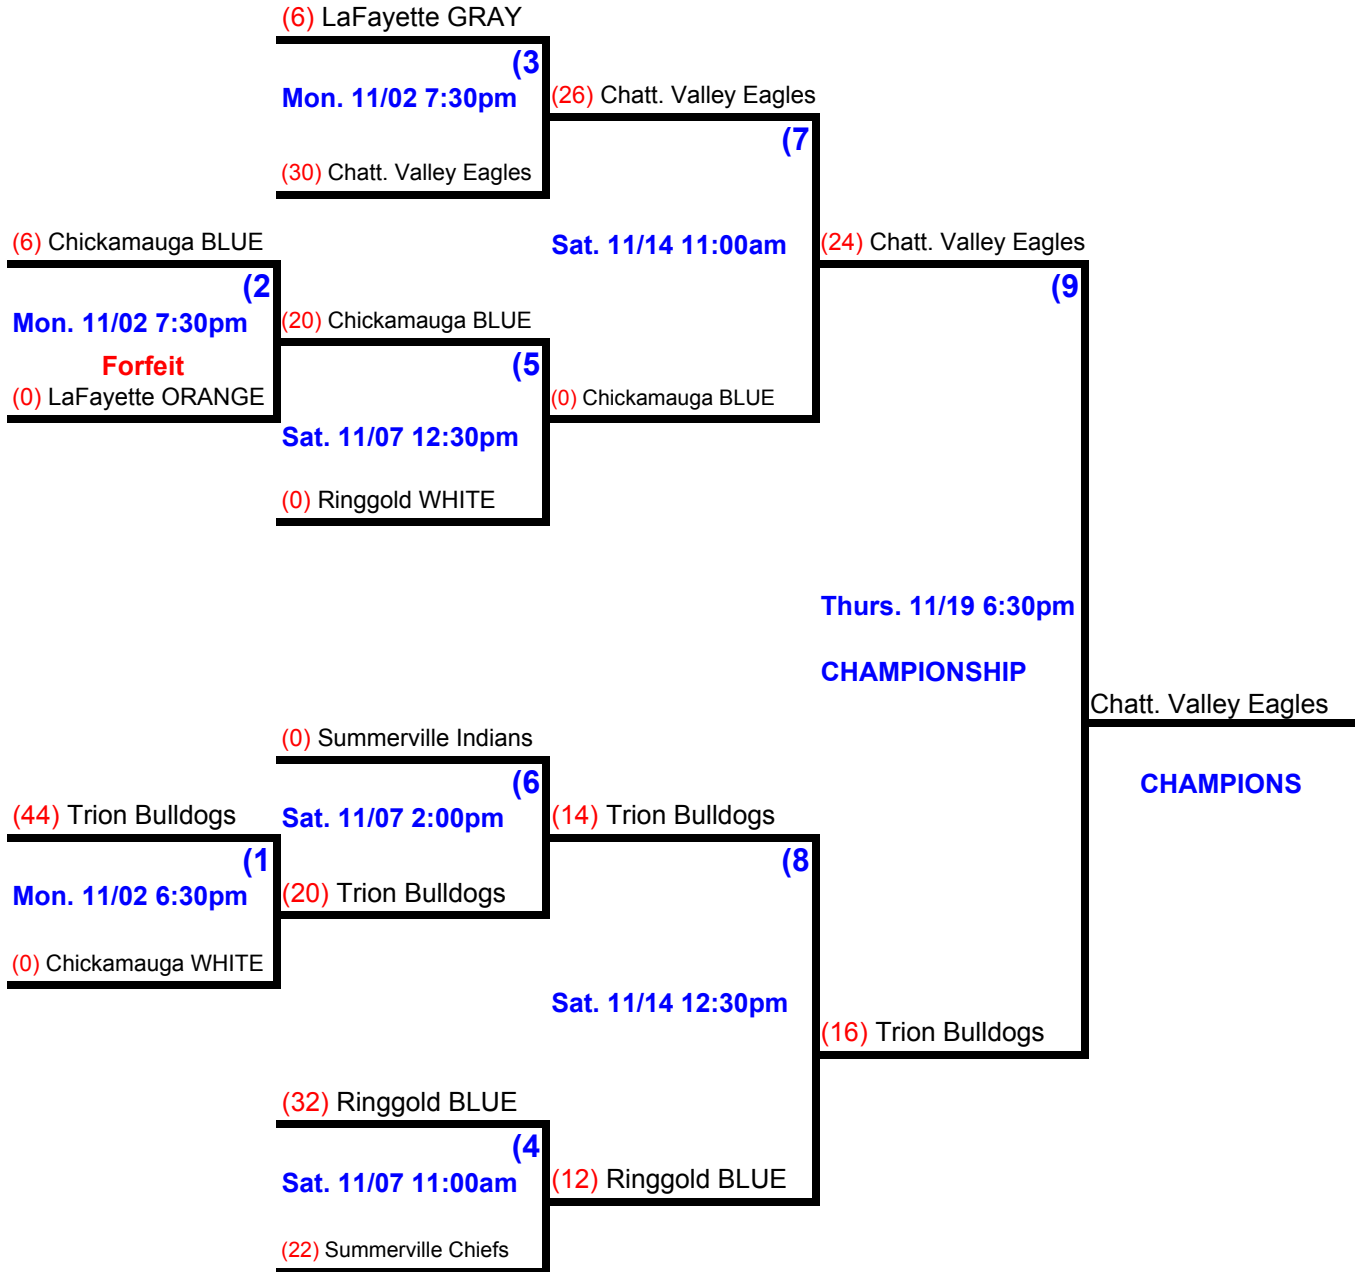 (6) LaFayette GRAY
(3
Mon. 11/02 7:30pm
(26) Chatt. Valley Eagles
(7
(30) Chatt. Valley Eagles
(6) Chickamauga BLUE
Sat. 11/14 11:00am
(24) Chatt. Valley Eagles
(2
(9
Mon. 11/02 7:30pm
(20) Chickamauga BLUE
Forfeit
(5
(0) LaFayette ORANGE
(0) Chickamauga BLUE
Sat. 11/07 12:30pm
(0) Ringgold WHITE
Thurs. 11/19 6:30pm
CHAMPIONSHIP
Chatt. Valley Eagles
(0) Summerville Indians
(6
CHAMPIONS
(44) Trion Bulldogs
Sat. 11/07 2:00pm
(14) Trion Bulldogs
(1
(8
Mon. 11/02 6:30pm
(20) Trion Bulldogs
(0) Chickamauga WHITE
Sat. 11/14 12:30pm
(16) Trion Bulldogs
(32) Ringgold BLUE
(4
Sat. 11/07 11:00am
(12) Ringgold BLUE
(22) Summerville Chiefs